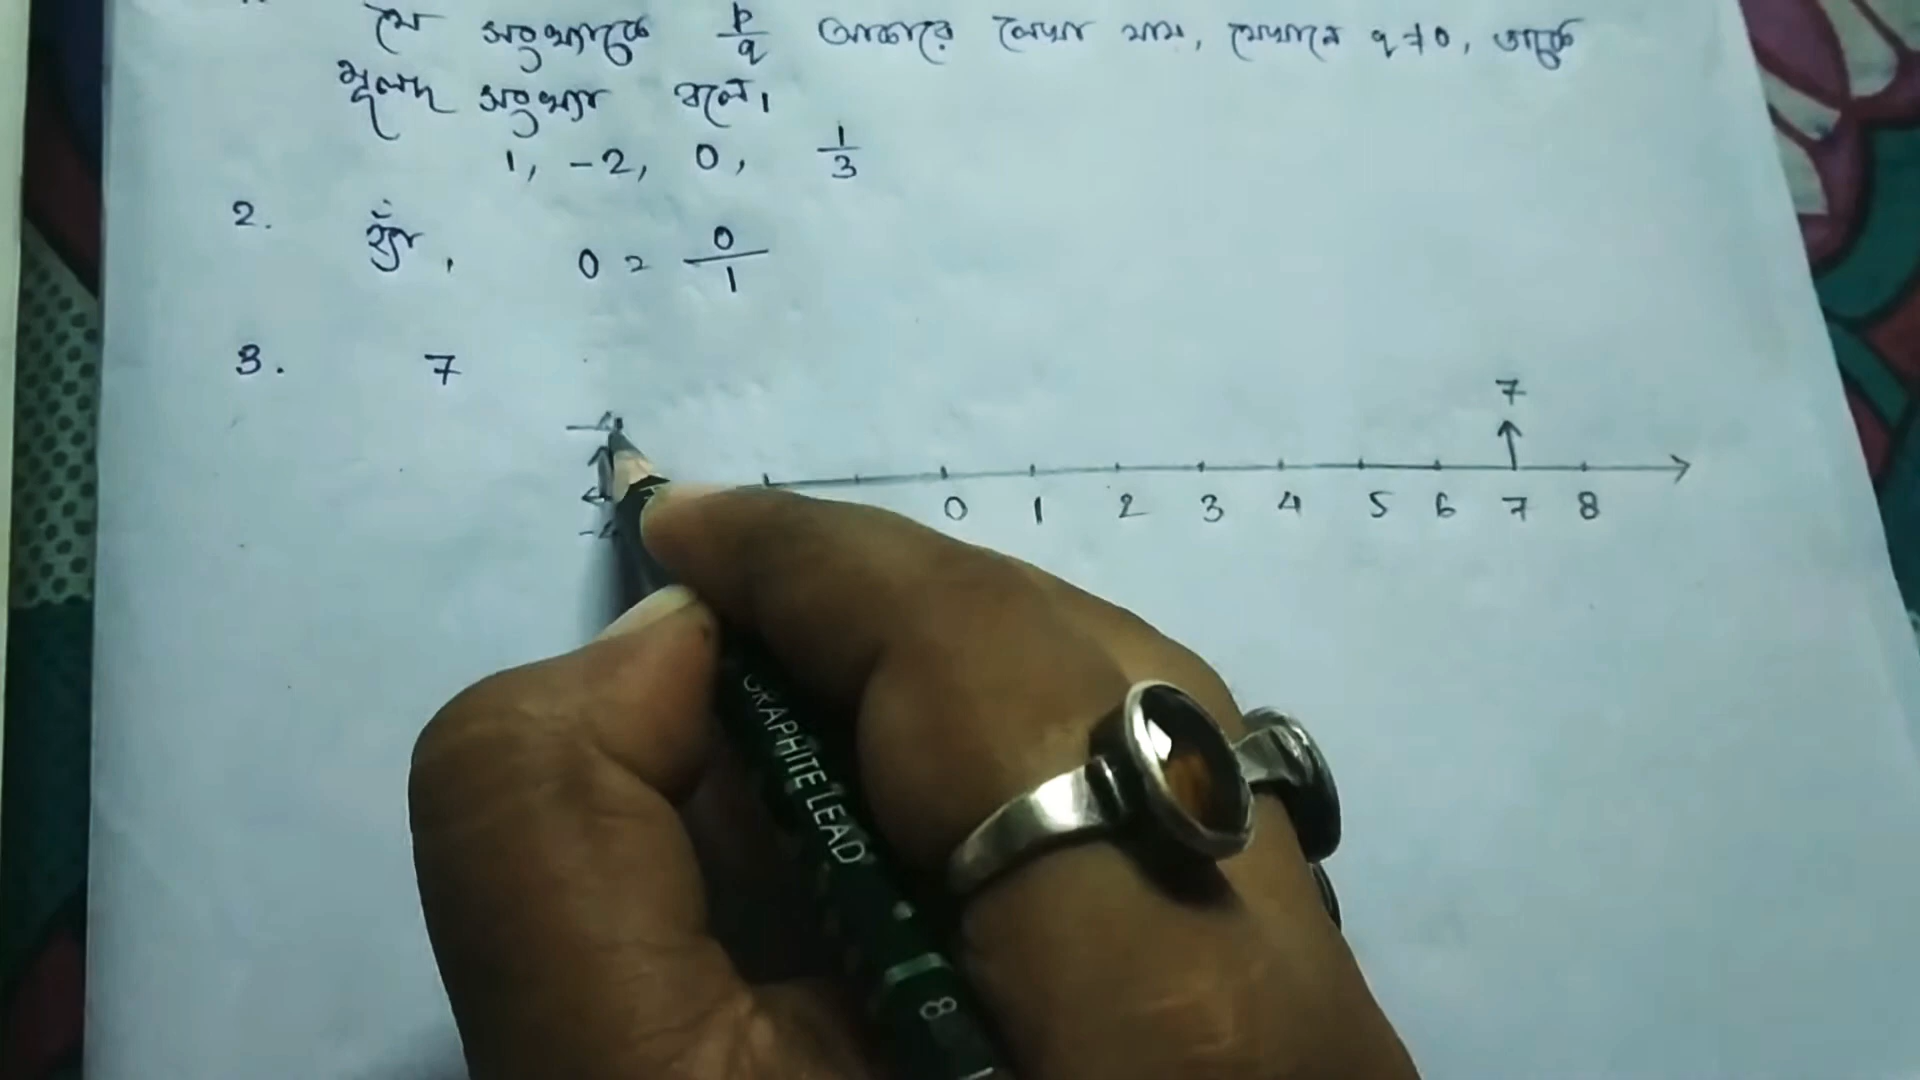 যে সংখ্যাকে p/q আকারে লেখা যায়, যেখানে q≠0, তাকে
মূলদ সংখ্যা বলে।
1, -2, 0, 1/3
2. হ্যাঁ, 0 = 0/1
3. 7
7
0 1 2 3 4 5 6 7 8
GRAPHITE LEAD
8